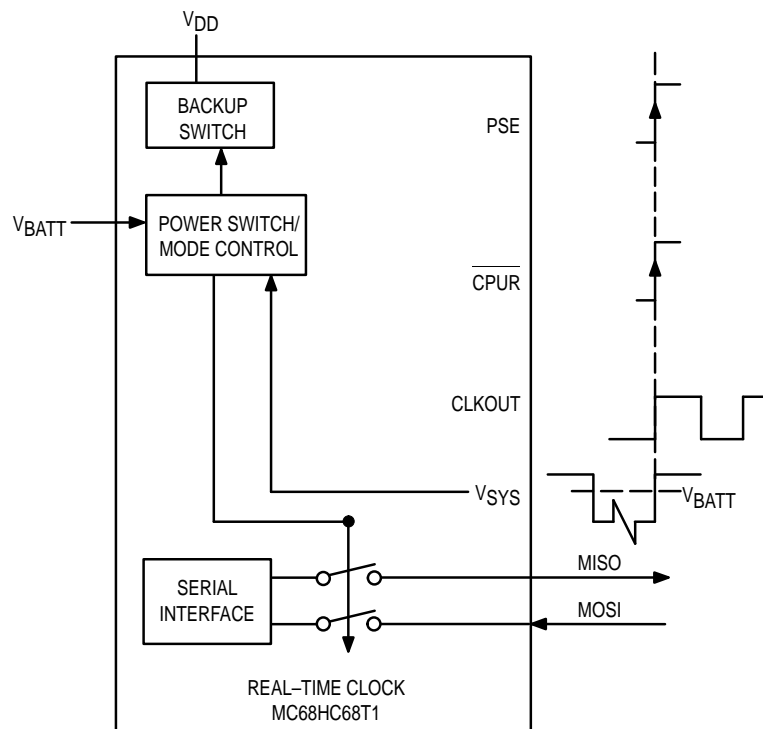 VDD
BACKUP
SWITCH
PSE
VBATT
POWER SWITCH/
MODE CONTROL
CPUR
CLKOUT
VSYS
VBATT
SERIAL
INTERFACE
MISO
MOSI
REAL–TIME CLOCK
MC68HC68T1